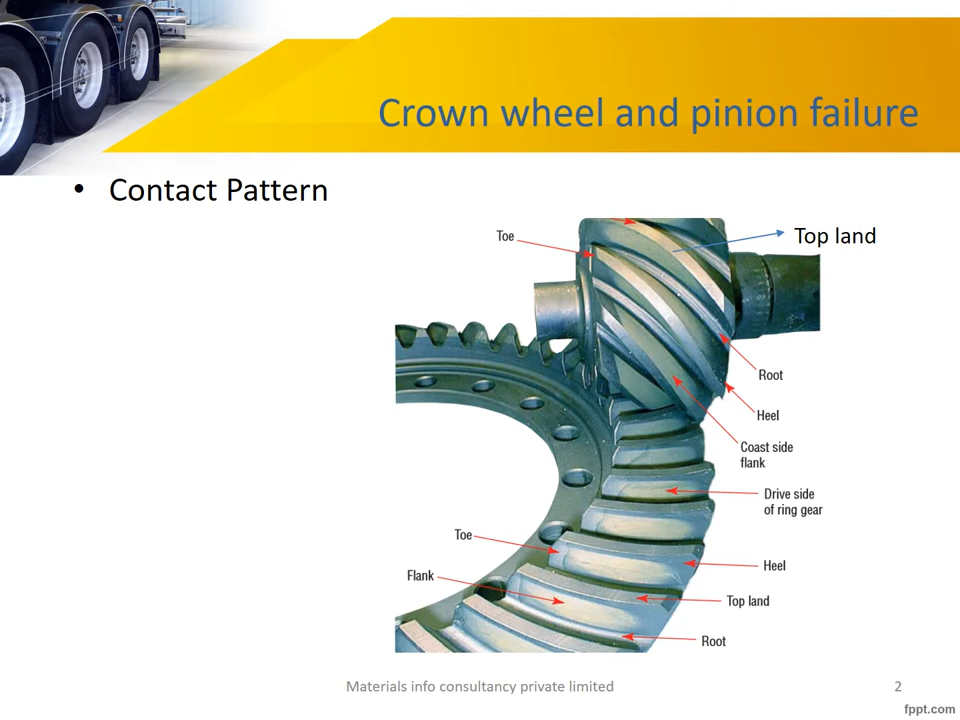 Crown wheel and pinion failure
• Contact Pattern
Toe
Top land
Root
Heel
Coast side
flank
Drive side
of ring gear
Toe
Heel
Flank
Top land
Root
Materials info consultancy private limited
2
fppt.com